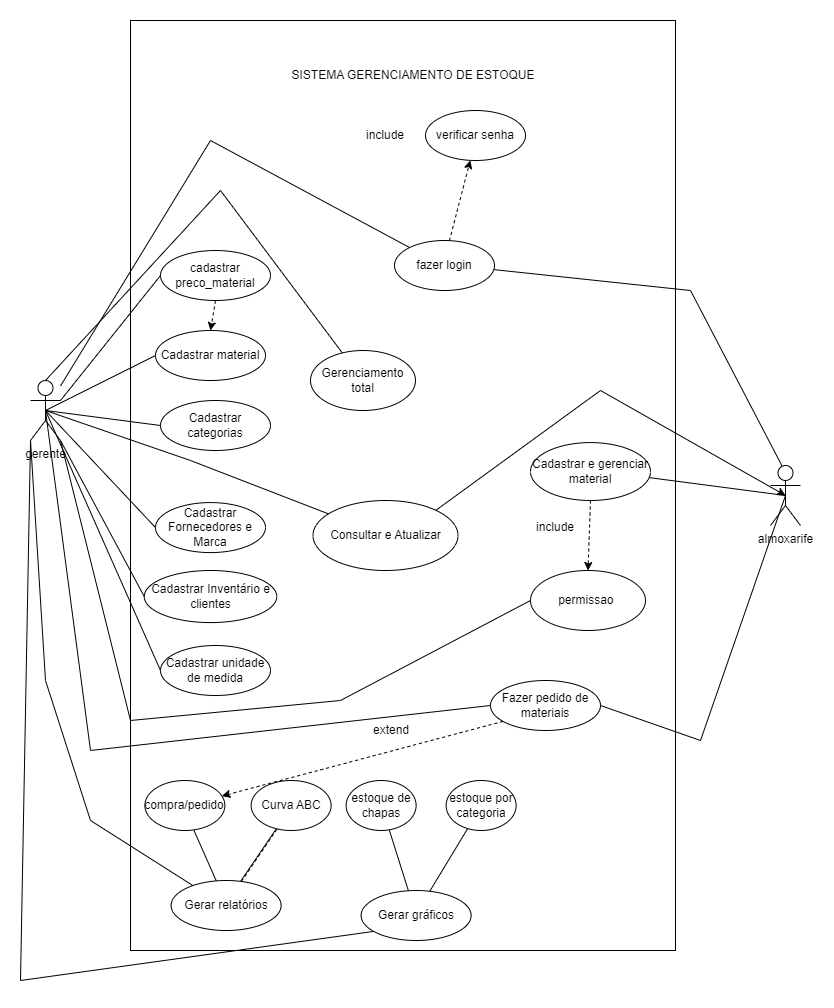 SISTEMA GERENCIAMENTO DE ESTOQUE
include
verificar senha
fazer login
cadastrar
preco_material
Cadastrar material
Gerenciamento
total
Cadastrar
categorias
gerente
Cadastrar e gerenciar
material
Cadastrar
Fornecedores e
Marca
Consultar e Atualizar
include
almoxarife
Cadastrar Inventário e
clientes
permissao
Cadastrar unidade
de medida
Fazer pedido de
materiais
extend
compra/pedido
Curva ABC
estoque de
chapas
estoque por
categoria
Gerar relatórios
Gerar gráficos